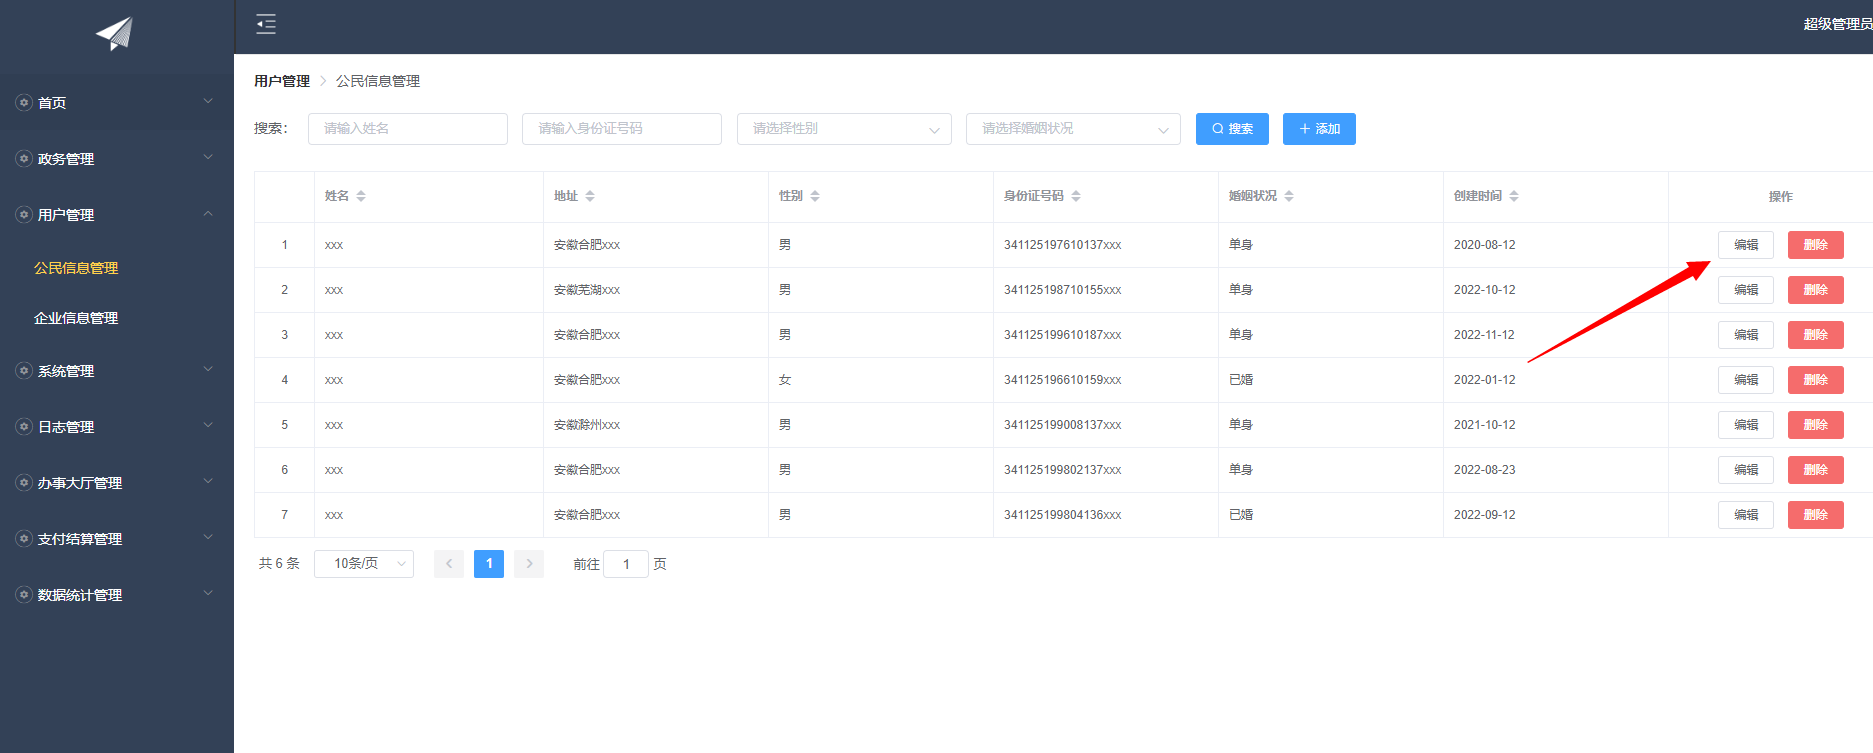 超级管理员
首页
政务管理
用户管理
公民信息管理
企业信息管理
系统管理
日志管理
办事大厅管理
支付结算管理
数据统计管理
用户管理 公民信息管理
搜索： 请输入姓名 请输入身份证号码 请选择性别 请选择婚姻状况 搜索 添加
姓名 地址 性别 身份证号码 婚姻状况 创建时间 操作
1 xxx 安徽合肥xxx 男 341125197610137xxx 单身 2020-08-12 编辑 删除
2 xxx 安徽芜湖xxx 男 341125198710155xxx 单身 2022-10-12 编辑 删除
3 xxx 安徽合肥xxx 男 341125199610187xxx 单身 2022-11-12 编辑 删除
4 xxx 安徽合肥xxx 女 341125196610159xxx 已婚 2022-01-12 编辑 删除
5 xxx 安徽滁州xxx 男 341125199008137xxx 单身 2021-10-12 编辑 删除
6 xxx 安徽合肥xxx 男 341125199802137xxx 单身 2022-08-23 编辑 删除
7 xxx 安徽合肥xxx 男 341125199804136xxx 已婚 2022-09-12 编辑 删除
共 6 条 10条/页 1 前往 1 页